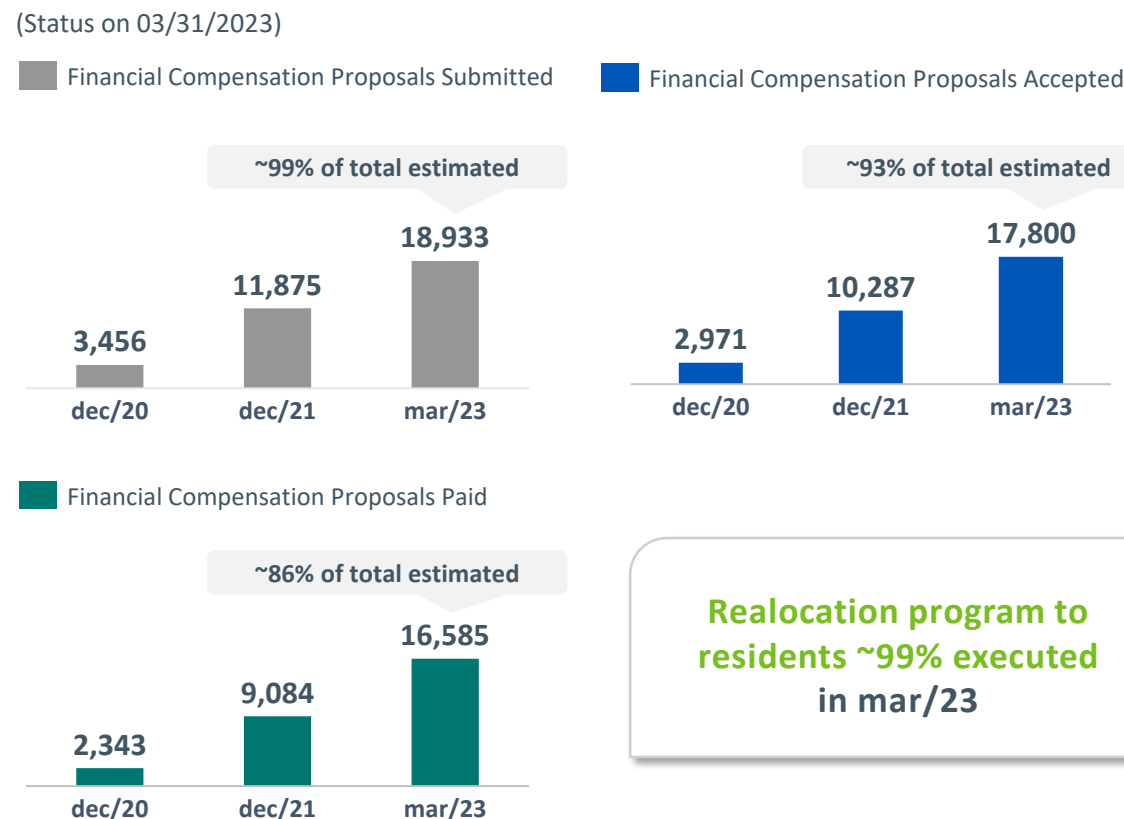 (Status on 03/31/2023)
Financial Compensation Proposals Submitted
~99% of total estimated
18,933
11,875
3,456
dec/20 dec/21 mar/23
Financial Compensation Proposals Accepted
~93% of total estimated
17,800
10,287
2,971
dec/20 dec/21 mar/23
Financial Compensation Proposals Paid
~86% of total estimated
16,585
9,084
2,343
dec/20 dec/21 mar/23
Realocation program to
residents ~99% executed
in mar/23